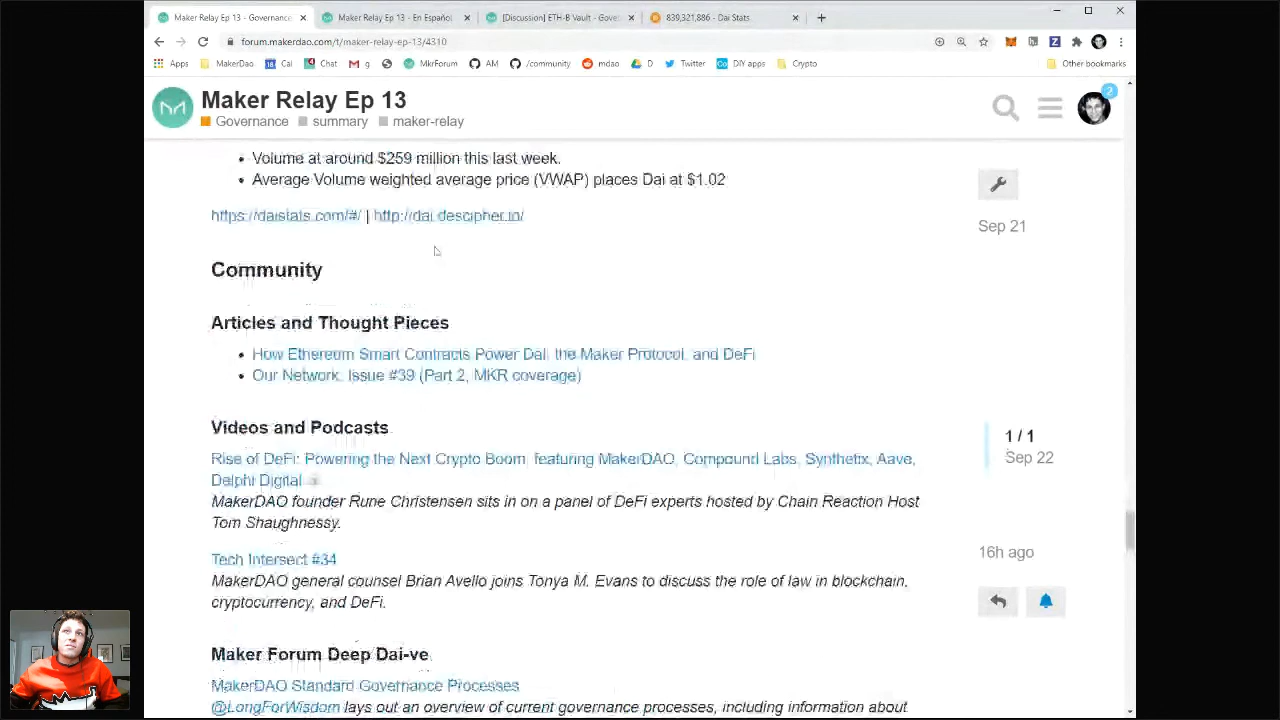 Maker Relay Ep 13 - Governance
Maker Relay Ep 13 - En Español
[Discussion] ETH-B Vault - Gove
839,321,886 - Dai Stats
forum.makerdao.com/t/maker-relay-ep-13/4310
Apps
MakerDao
Cal
Chat
g
MkrForum
AM
/community
mdao
D
Twitter
DIY apps
Crypto
Other bookmarks
Maker Relay Ep 13
2
Governance
summary
maker-relay
• Volume at around $259 million this last week.
• Average Volume weighted average price (VWAP) places Dai at $1.02
https://daistats.com/#/ | http://dai.descipher.io/
Sep 21
Community
Articles and Thought Pieces
• How Ethereum Smart Contracts Power Dai, the Maker Protocol, and DeFi
• Our Network, Issue #39 (Part 2, MKR coverage)
Videos and Podcasts
1 / 1
Sep 22
Rise of DeFi: Powering the Next Crypto Boom featuring MakerDAO, Compound Labs, Synthetix, Aave,
Delphi Digital
MakerDAO founder Rune Christensen sits in on a panel of DeFi experts hosted by Chain Reaction Host
Tom Shaughnessy.
Tech Intersect #34
16h ago
MakerDAO general counsel Brian Avello joins Tonya M. Evans to discuss the role of law in blockchain,
cryptocurrency, and DeFi.
Maker Forum Deep Dai-ve
MakerDAO Standard Governance Processes
@LongForWisdom lays out an overview of current governance processes, including information about